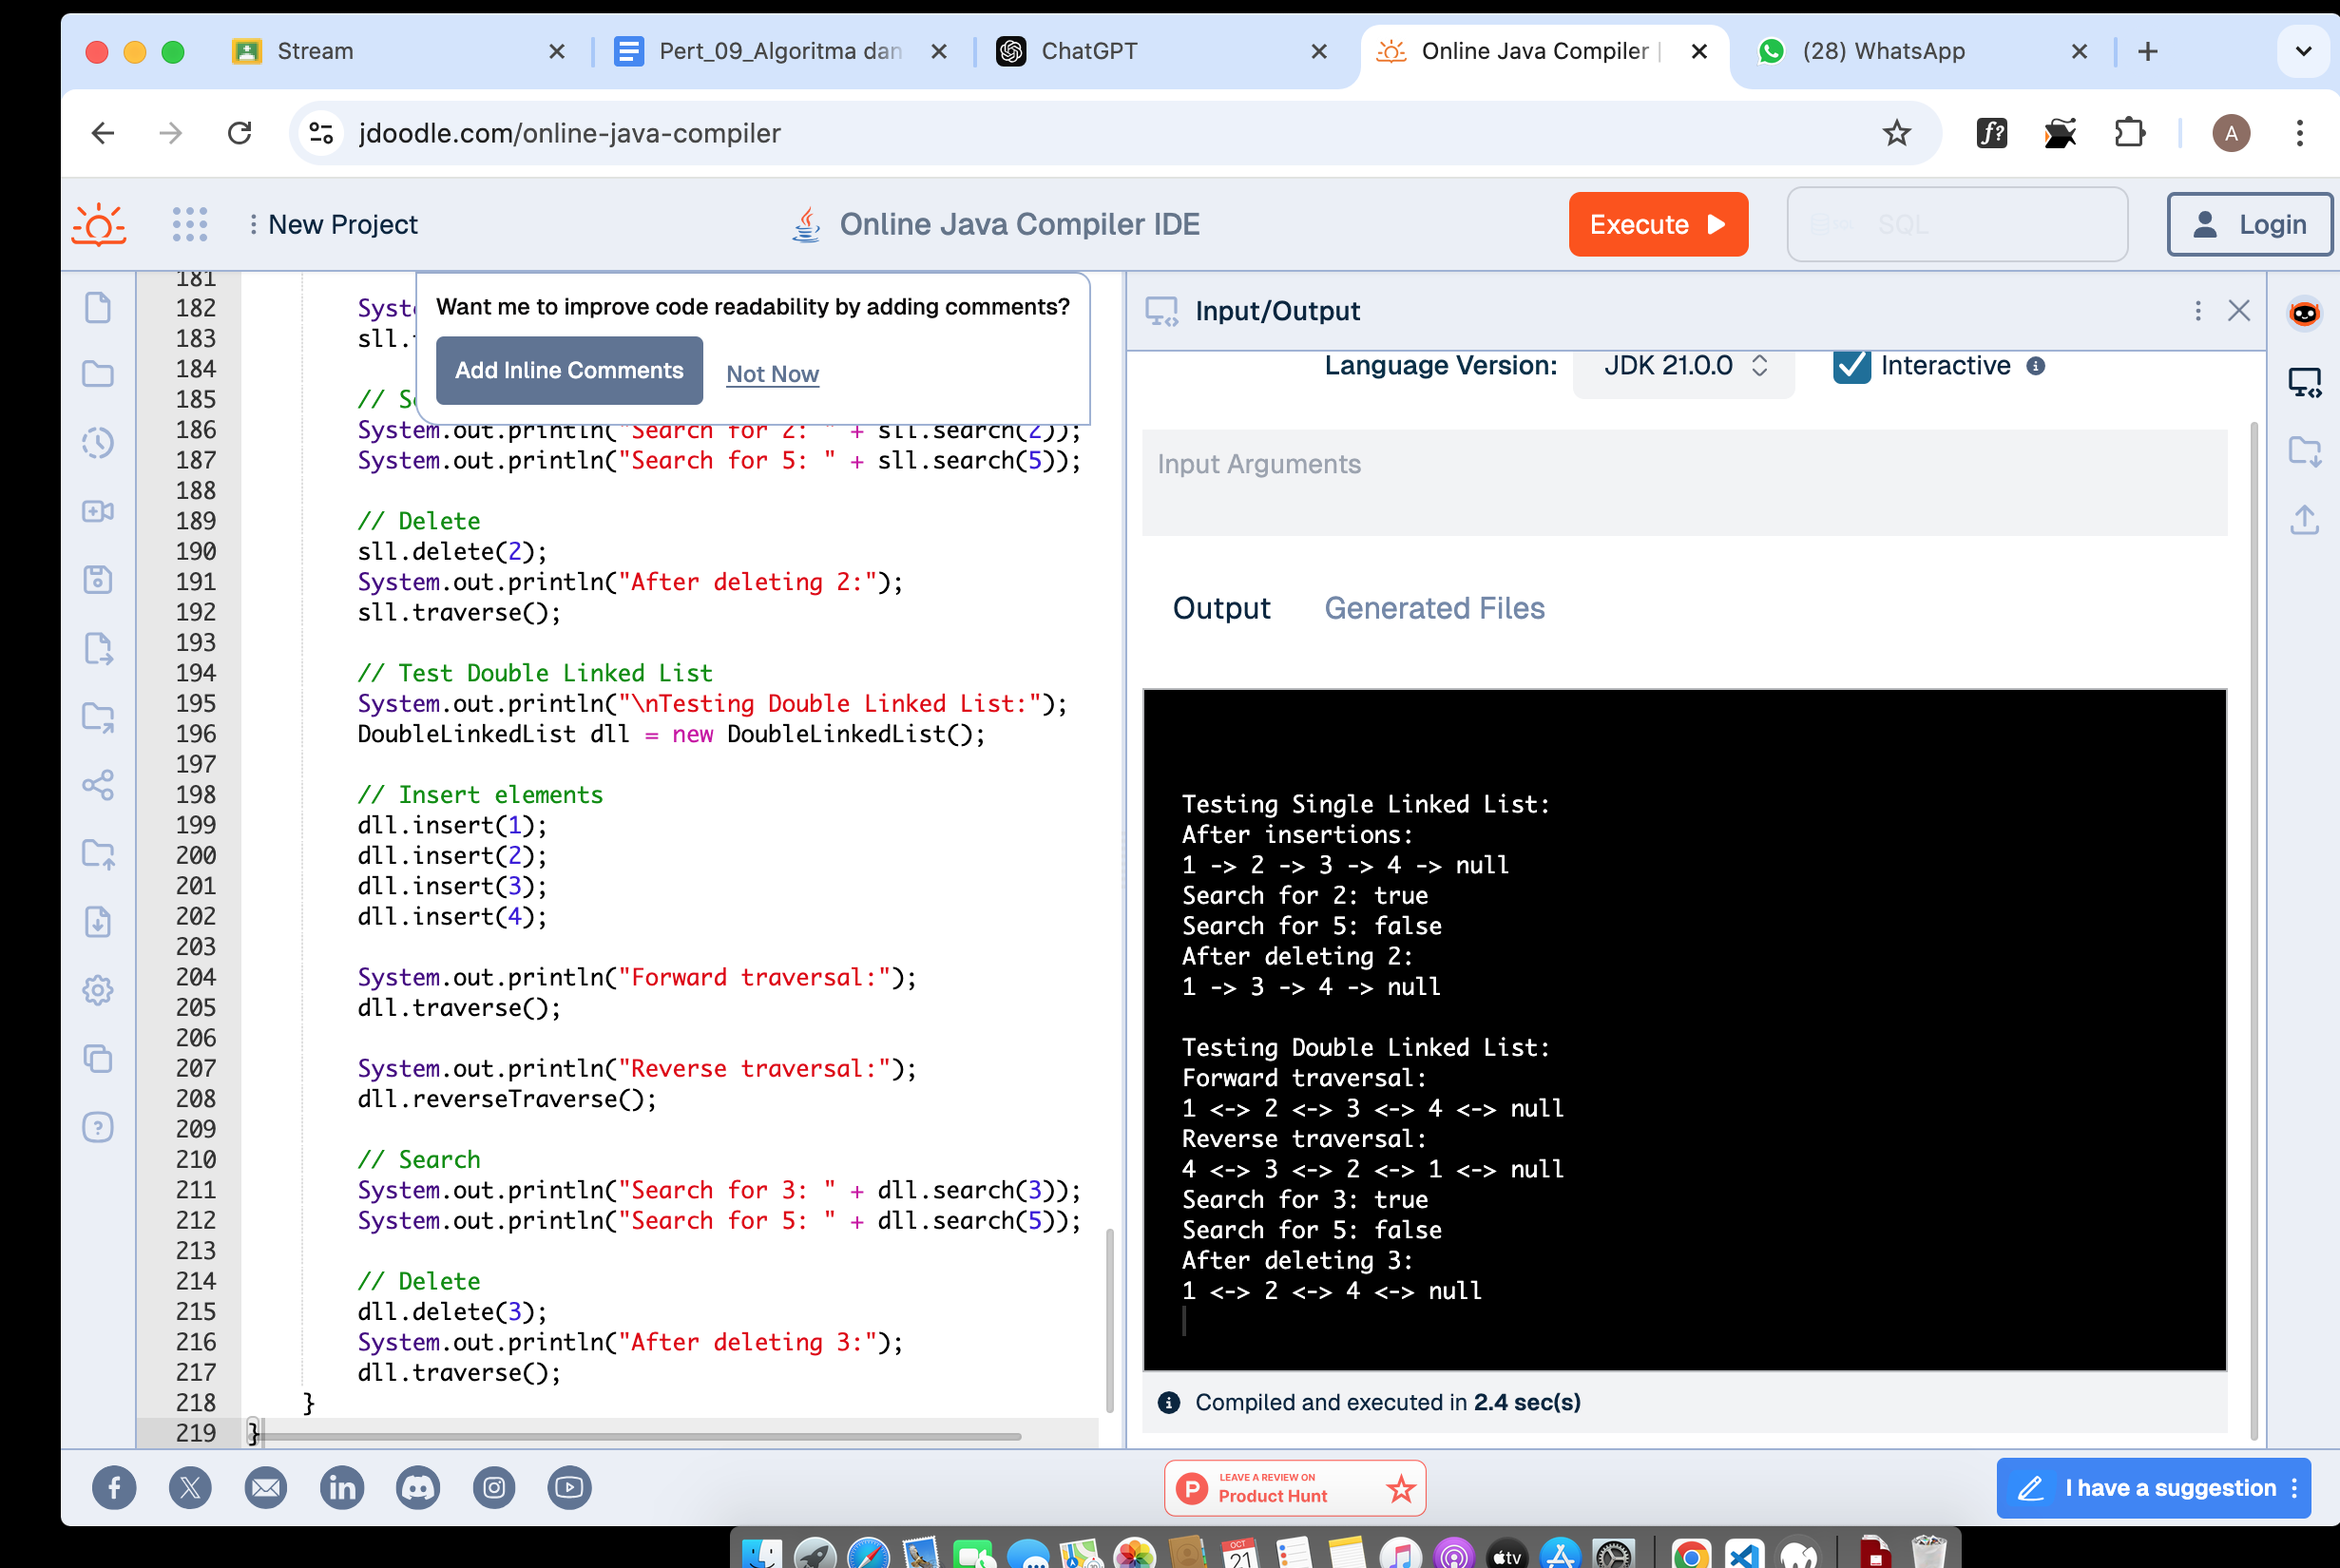 Stream
Pert_09_Algoritma dan
ChatGPT
Online Java Compiler |
(28) WhatsApp
jdoodle.com/online-java-compiler
f?
A
New Project
Online Java Compiler IDE
Execute
SQL
Login
181
182 Syst
183 sll.
184
185 // S
186 System.out.println("Search for 2: " + sll.search(2));
187 System.out.println("Search for 5: " + sll.search(5));
188
189 // Delete
190 sll.delete(2);
191 System.out.println("After deleting 2:");
192 sll.traverse();
193
194 // Test Double Linked List
195 System.out.println("\nTesting Double Linked List:");
196 DoubleLinkedList dll = new DoubleLinkedList();
197
198 // Insert elements
199 dll.insert(1);
200 dll.insert(2);
201 dll.insert(3);
202 dll.insert(4);
203
204 System.out.println("Forward traversal:");
205 dll.traverse();
206
207 System.out.println("Reverse traversal:");
208 dll.reverseTraverse();
209
210 // Search
211 System.out.println("Search for 3: " + dll.search(3));
212 System.out.println("Search for 5: " + dll.search(5));
213
214 // Delete
215 dll.delete(3);
216 System.out.println("After deleting 3:");
217 dll.traverse();
218 }
219 }
Want me to improve code readability by adding comments?
Add Inline Comments
Not Now
Input/Output
Language Version: JDK 21.0.0 Interactive
Input Arguments
Output Generated Files
Testing Single Linked List:
After insertions:
1 -> 2 -> 3 -> 4 -> null
Search for 2: true
Search for 5: false
After deleting 2:
1 -> 3 -> 4 -> null
Testing Double Linked List:
Forward traversal:
1 <-> 2 <-> 3 <-> 4 <-> null
Reverse traversal:
4 <-> 3 <-> 2 <-> 1 <-> null
Search for 3: true
Search for 5: false
After deleting 3:
1 <-> 2 <-> 4 <-> null
Compiled and executed in 2.4 sec(s)
LEAVE A REVIEW ON
Product Hunt
I have a suggestion
OCT
21
tv